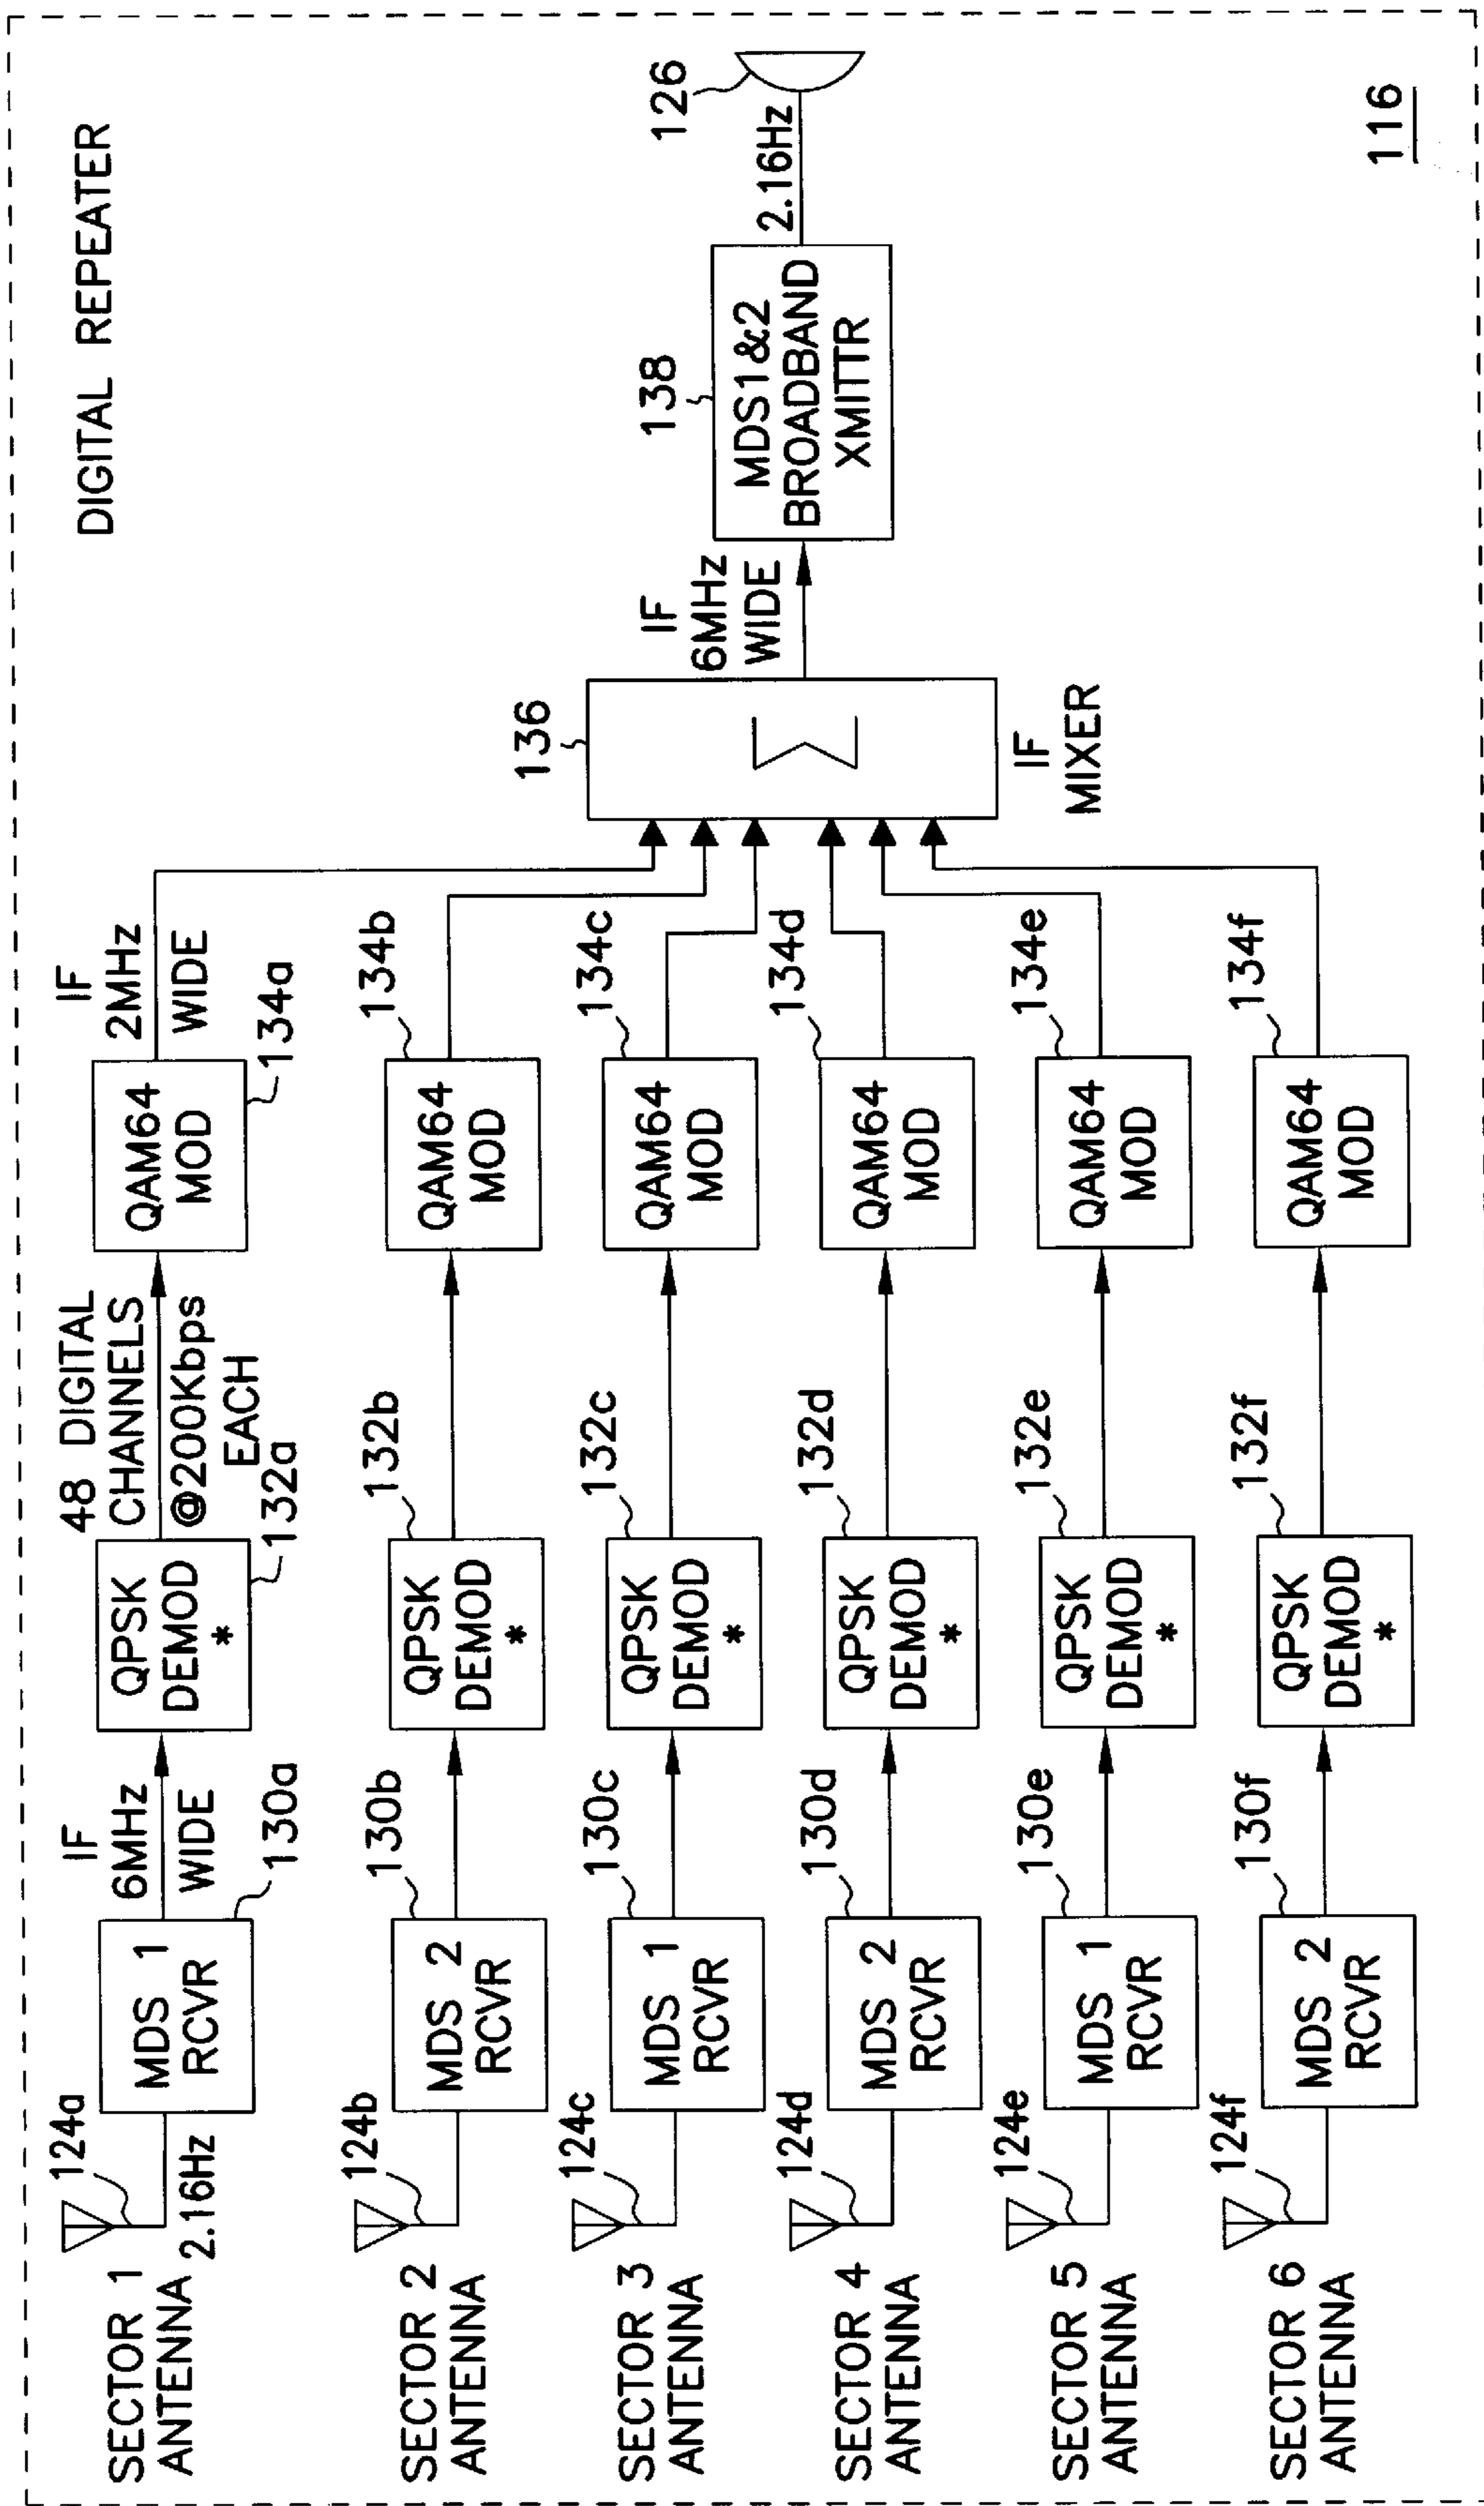 DIGITAL REPEATER
SECTOR 1
ANTENNA
124a
2.16Hz
MDS 1
RCVR
130a
IF
6MHz
WIDE
QPSK
DEMOD
*
132a
48 DIGITAL
CHANNELS
@200Kbps
EACH
QAM64
MOD
134a
IF
2MHz
WIDE
SECTOR 2
ANTENNA
124b
MDS 2
RCVR
130b
QPSK
DEMOD
*
132b
QAM64
MOD
134b
SECTOR 3
ANTENNA
124c
MDS 1
RCVR
130c
QPSK
DEMOD
*
132c
QAM64
MOD
134c
SECTOR 4
ANTENNA
124d
MDS 2
RCVR
130d
QPSK
DEMOD
*
132d
QAM64
MOD
134d
SECTOR 5
ANTENNA
124e
MDS 1
RCVR
130e
QPSK
DEMOD
*
132e
QAM64
MOD
134e
SECTOR 6
ANTENNA
124f
MDS 2
RCVR
130f
QPSK
DEMOD
*
132f
QAM64
MOD
134f
136
Σ
IF
MIXER
IF
6MHz
WIDE
138
MDS1&2
BROADBAND
XMITTR
2.16Hz
126
116